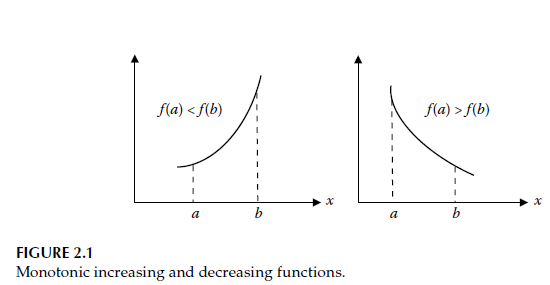 f(a) < f(b)
f(a) > f(b)
a
b
x
a
b
x
FIGURE 2.1
Monotonic increasing and decreasing functions.